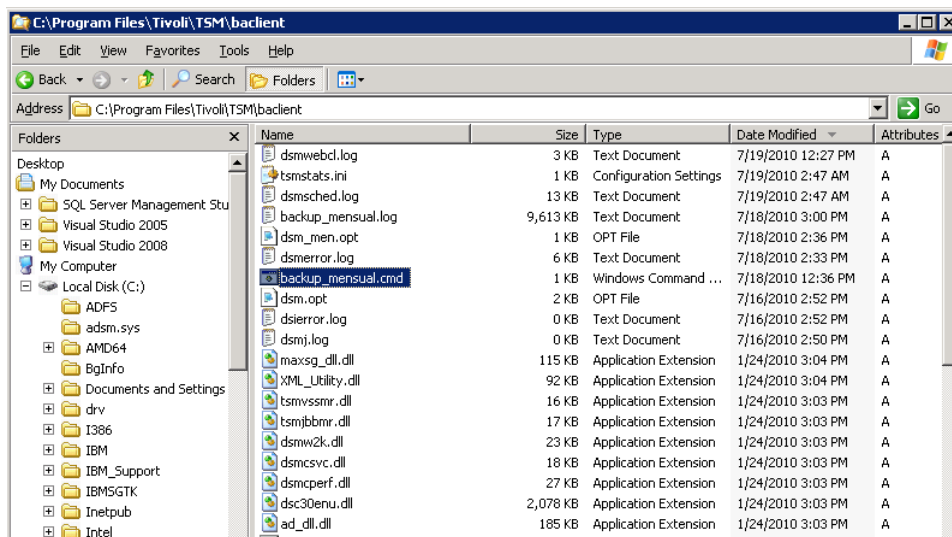 C:\Program Files\Tivoli\TSM\baclient
File Edit View Favorites Tools Help
Back Search Folders
Address C:\Program Files\Tivoli\TSM\baclient Go
Folders x Name Size Type Date Modified Attributes
Desktop
My Documents
SQL Server Management Stu
Visual Studio 2005
Visual Studio 2008
My Computer
Local Disk (C:)
ADFS
adsm.sys
AMD64
BgInfo
Documents and Settings
drv
I386
IBM
IBM_Support
IBMSGTK
Inetpub
Intel
dsmwebcl.log 3 KB Text Document 7/19/2010 12:27 PM A
tsmstats.ini 1 KB Configuration Settings 7/19/2010 2:47 AM A
dsmsched.log 13 KB Text Document 7/19/2010 2:47 AM A
backup_mensual.log 9,613 KB Text Document 7/18/2010 3:00 PM A
dsm_men.opt 1 KB OPT File 7/18/2010 2:36 PM A
dsmerror.log 6 KB Text Document 7/18/2010 2:33 PM A
backup_mensual.cmd 1 KB Windows Command ... 7/18/2010 12:36 PM A
dsm.opt 2 KB OPT File 7/16/2010 2:52 PM A
dsierror.log 0 KB Text Document 7/16/2010 2:52 PM A
dsmj.log 0 KB Text Document 7/16/2010 2:50 PM A
maxsg_dll.dll 115 KB Application Extension 1/24/2010 3:04 PM A
XML_Utility.dll 92 KB Application Extension 1/24/2010 3:04 PM A
tsmvssmr.dll 16 KB Application Extension 1/24/2010 3:03 PM A
tsmjbbmr.dll 17 KB Application Extension 1/24/2010 3:03 PM A
dsmw2k.dll 23 KB Application Extension 1/24/2010 3:03 PM A
dsmcsvc.dll 18 KB Application Extension 1/24/2010 3:03 PM A
dsmcperf.dll 27 KB Application Extension 1/24/2010 3:03 PM A
dsc30enu.dll 2,078 KB Application Extension 1/24/2010 3:03 PM A
ad_dll.dll 185 KB Application Extension 1/24/2010 3:03 PM A